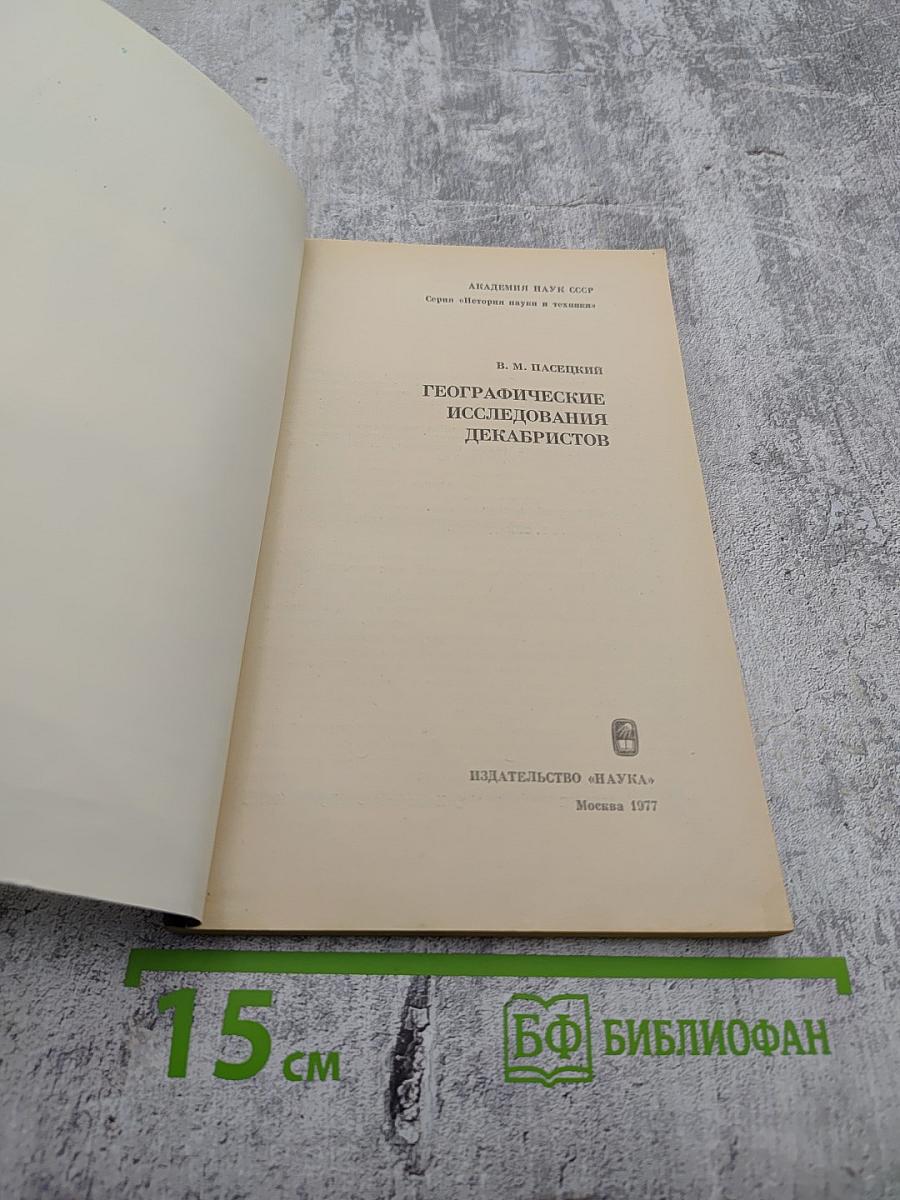 АКАДЕМИЯ НАУК СССР
Серия «История науки и техники»
В. М. ПАСЕЦКИЙ
ГЕОГРАФИЧЕСКИЕ
ИССЛЕДОВАНИЯ
ДЕКАБРИСТОВ
ИЗДАТЕЛЬСТВО «НАУКА»
Москва 1977
15 см
БФ БИБЛИОФАН